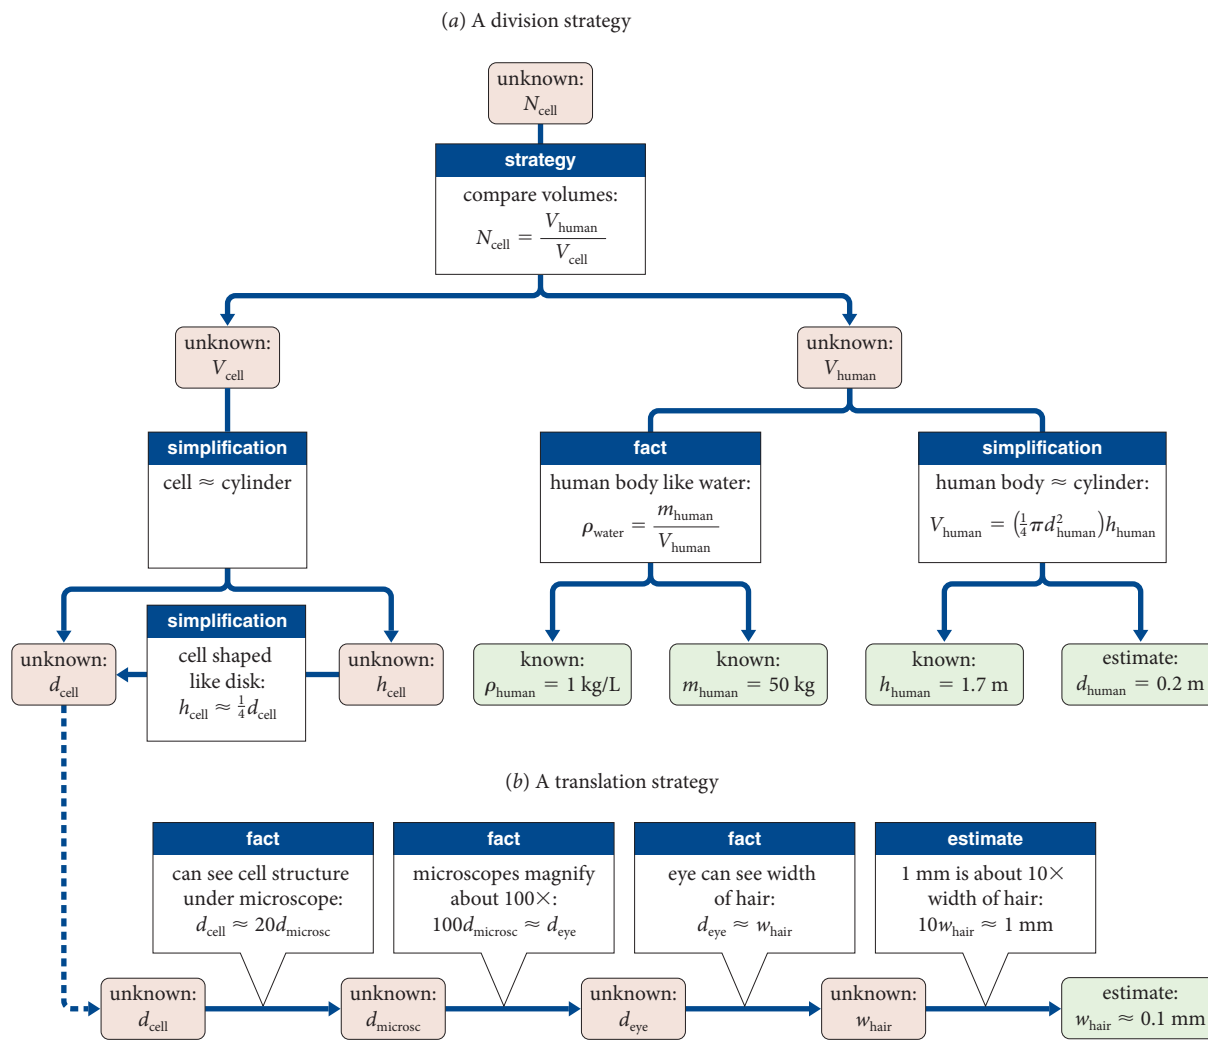 (a) A division strategy
unknown:
N_cell
strategy
compare volumes:
N_cell = V_human / V_cell
unknown:
V_cell
unknown:
V_human
simplification
cell ≈ cylinder
fact
human body like water:
ρ_water = m_human / V_human
simplification
human body ≈ cylinder:
V_human = (1/4 πd²_human)h_human
unknown:
d_cell
simplification
cell shaped
like disk:
h_cell ≈ 1/4 d_cell
unknown:
h_cell
known:
ρ_human = 1 kg/L
known:
m_human = 50 kg
known:
h_human = 1.7 m
estimate:
d_human = 0.2 m
(b) A translation strategy
fact
can see cell structure
under microscope:
d_cell ≈ 20d_microsc
fact
microscopes magnify
about 100×:
100d_microsc ≈ d_eye
fact
eye can see width
of hair:
d_eye ≈ w_hair
estimate
1 mm is about 10×
width of hair:
10w_hair ≈ 1 mm
unknown:
d_cell
unknown:
d_microsc
unknown:
d_eye
unknown:
w_hair
estimate:
w_hair ≈ 0.1 mm